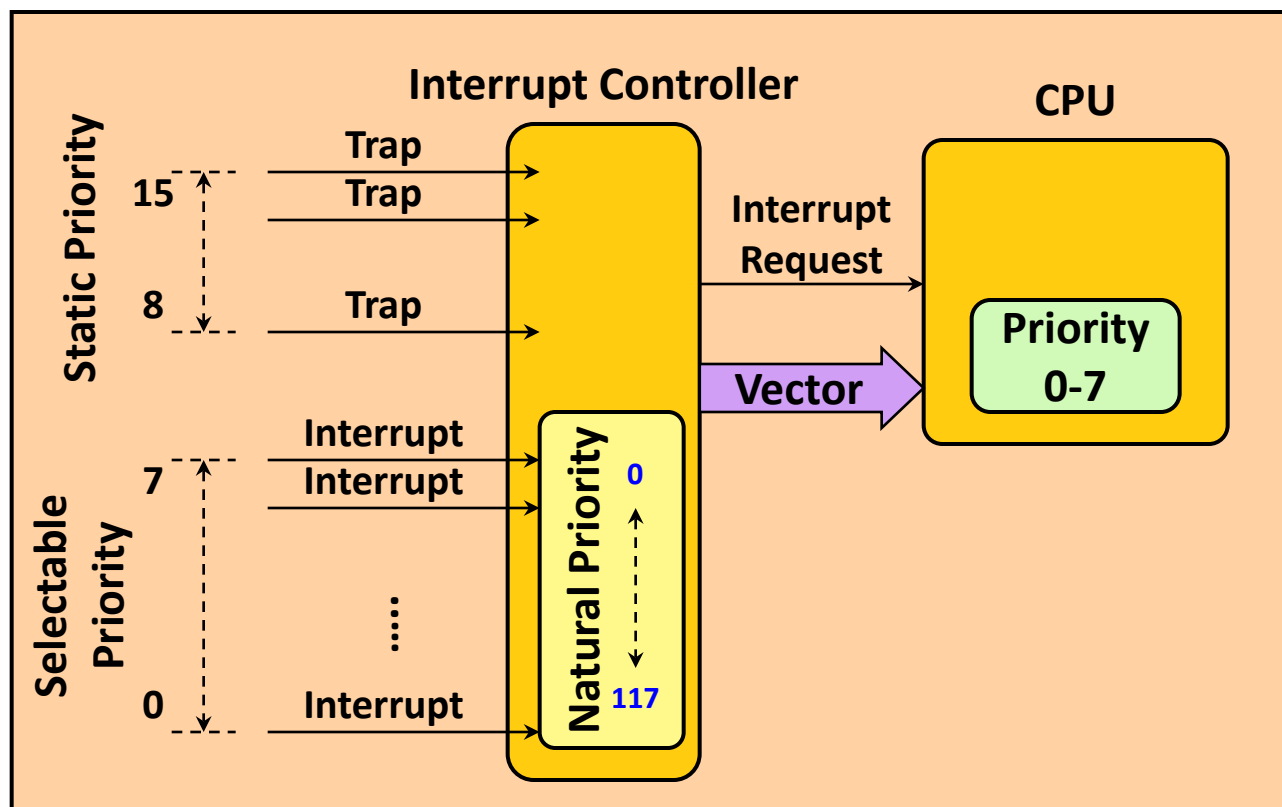 Interrupt Controller
CPU
Static Priority
15
8
Trap
Trap
Trap
Selectable
Priority
7
0
Interrupt
Interrupt
.....
Interrupt
Natural Priority
0
117
Interrupt
Request
Vector
Priority
0-7